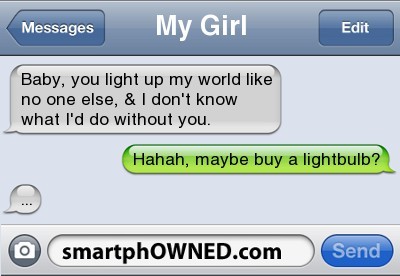 Messages
My Girl
Edit
Baby, you light up my world like
no one else, & I don't know
what I'd do without you.
Hahah, maybe buy a lightbulb?
...
smartphOWNED.com
Send